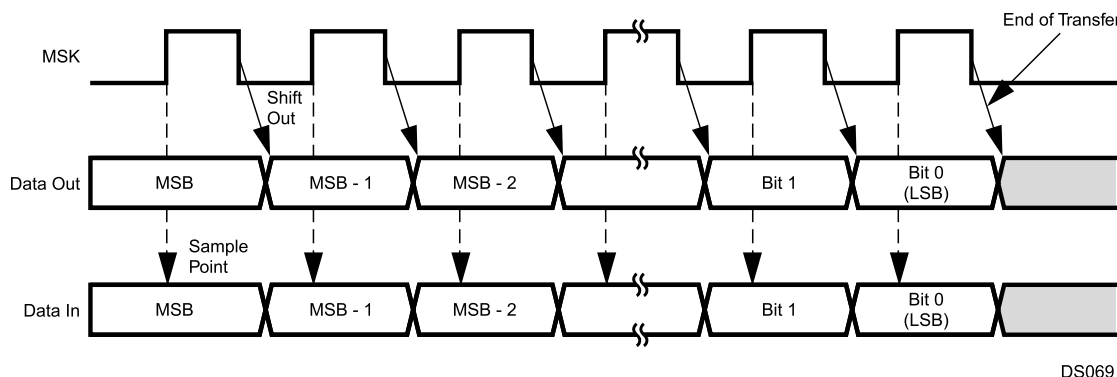 End of Transfer
MSK
Shift
Out
Data Out
MSB
MSB - 1
MSB - 2
Bit 1
Bit 0
(LSB)
Sample
Point
Data In
MSB
MSB - 1
MSB - 2
Bit 1
Bit 0
(LSB)
DS069